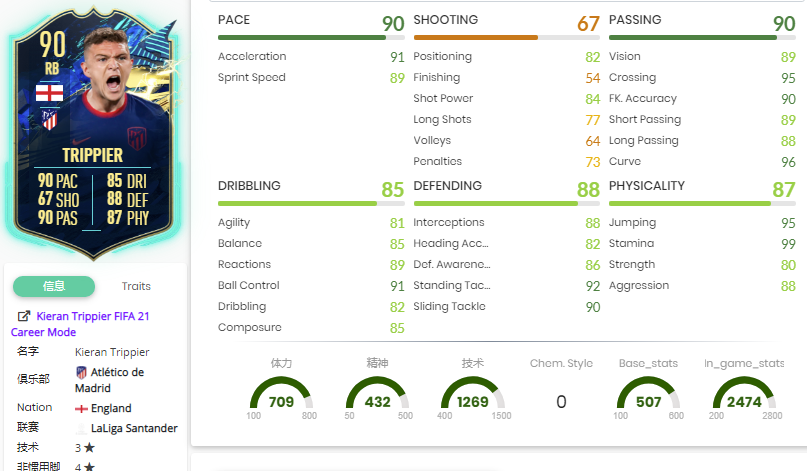 90
RB
TRIPPIER
90 PAC 85 DRI
67 SHO 88 DEF
90 PAS 87 PHY
信息 Traits
Kieran Trippier FIFA 21
Career Mode
名字 Kieran Trippier
俱乐部 Atlético de
Madrid
Nation England
联赛 LaLiga Santander
技术 3 ★
非惯用脚 4 ★
PACE 90
Acceleration 91
Sprint Speed 89
SHOOTING 67
Positioning 82
Finishing 54
Shot Power 84
Long Shots 77
Volleys 64
Penalties 73
PASSING 90
Vision 89
Crossing 95
FK. Accuracy 90
Short Passing 89
Long Passing 88
Curve 96
DRIBBLING 85
Agility 81
Balance 85
Reactions 89
Ball Control 91
Dribbling 82
Composure 85
DEFENDING 88
Interceptions 88
Heading Acc... 82
Def. Awarene... 86
Standing Tac... 92
Sliding Tackle 90
PHYSICALITY 87
Jumping 95
Stamina 99
Strength 80
Aggression 88
体力 精神 技术 Chem. Style Base_stats In_game_stats
709 432 1269 0 507 2474
100 800 50 500 400 1500 100 600 200 2800